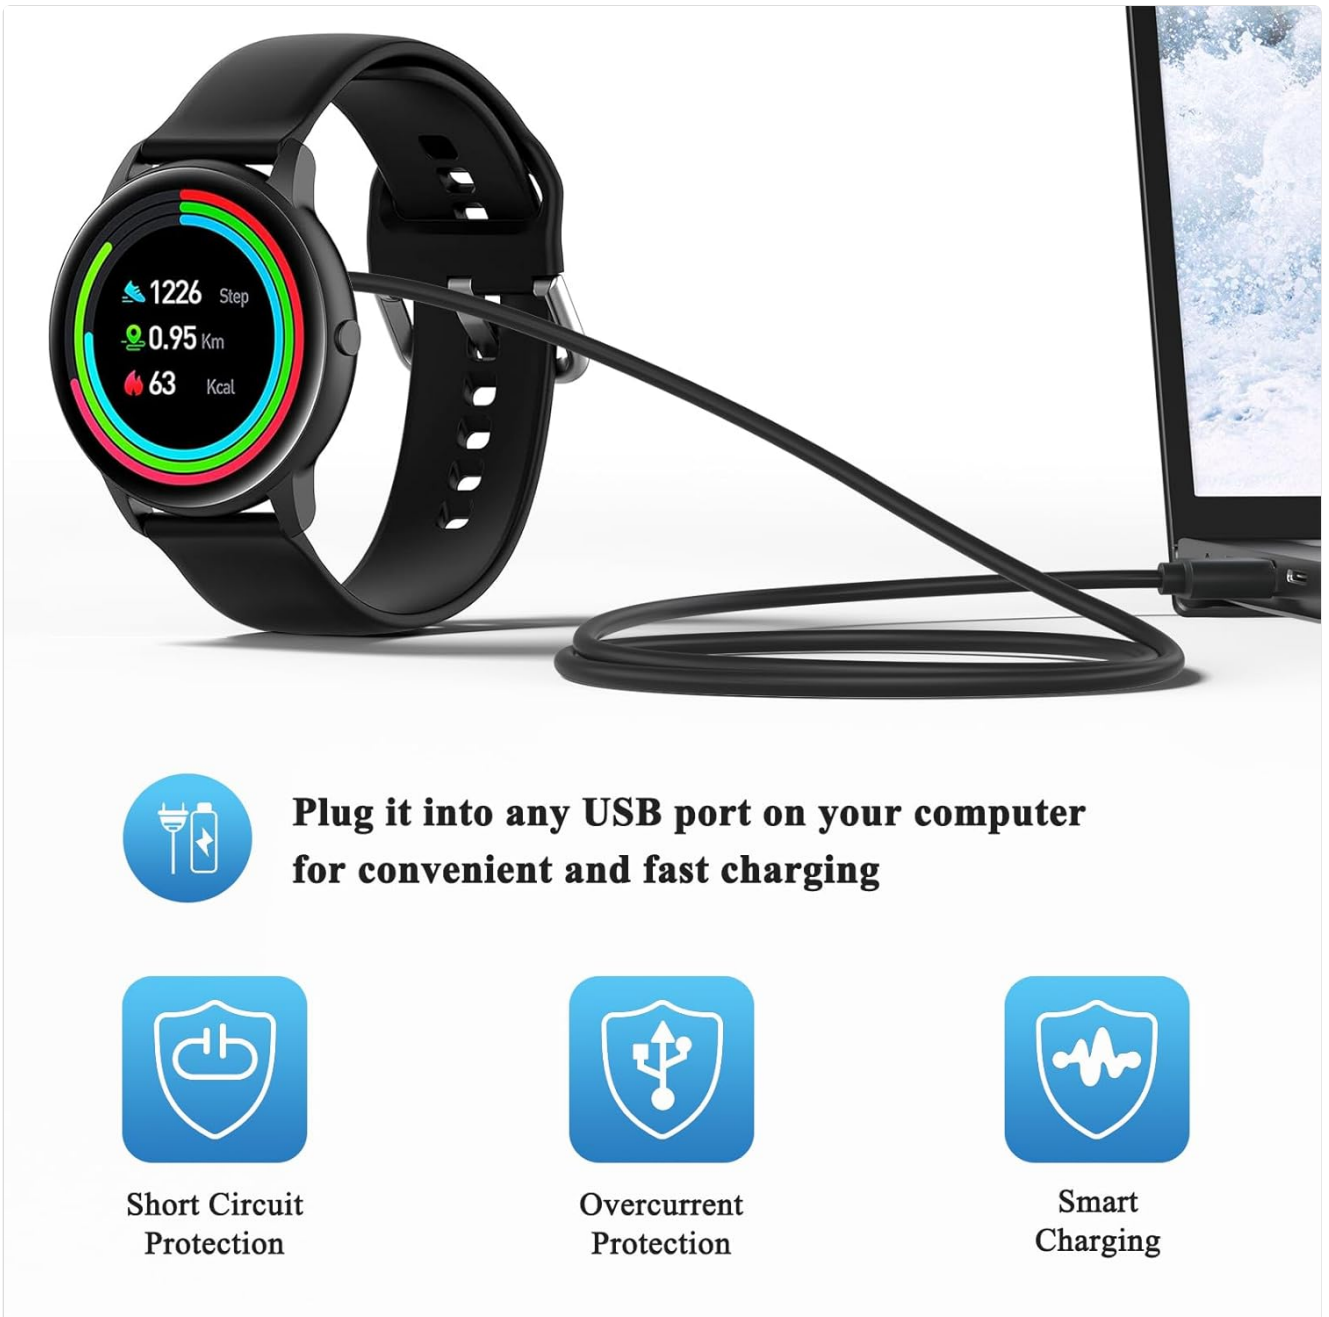 1226 Step
0.95 Km
63 Kcal
Plug it into any USB port on your computer
for convenient and fast charging
Short Circuit
Protection
Overcurrent
Protection
Smart
Charging